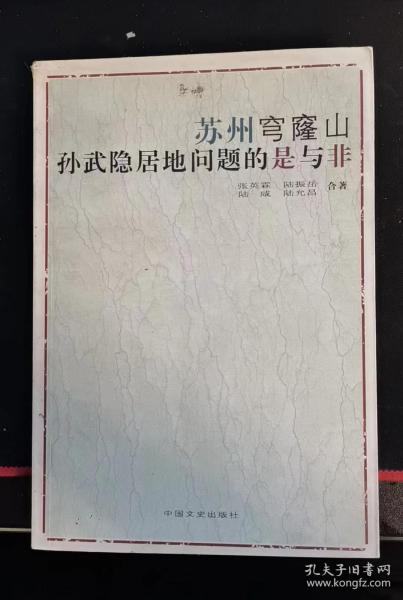 苏州穹窿山
孙武隐居地问题的是与非
张英霖 陆振岳 合著
陆咸 陆允昌
中国文史出版社
孔夫子旧书网
www.kongfz.com